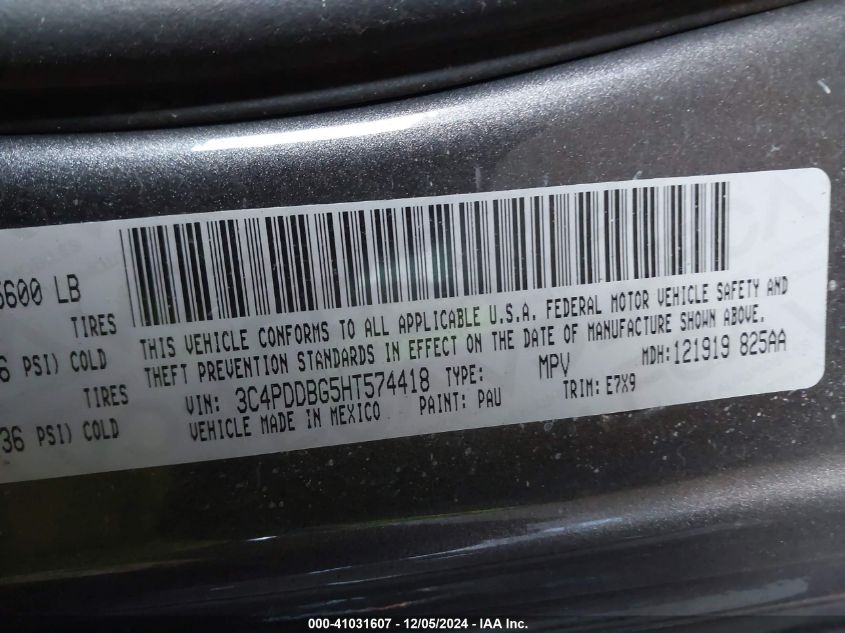 5600 LB
TIRES
6 PSI) COLD
TIRES
36 PSI) COLD
THIS VEHICLE CONFORMS TO ALL APPLICABLE U.S.A. FEDERAL MOTOR VEHICLE SAFETY AND
THEFT PREVENTION STANDARDS IN EFFECT ON THE DATE OF MANUFACTURE SHOWN ABOVE.
VIN: 3C4PDDBG5HT574418 TYPE: MPV MDH:121919 825AA
VEHICLE MADE IN MEXICO PAINT: PAU TRIM:E7X9
000-41031607 - 12/05/2024 - IAA Inc.